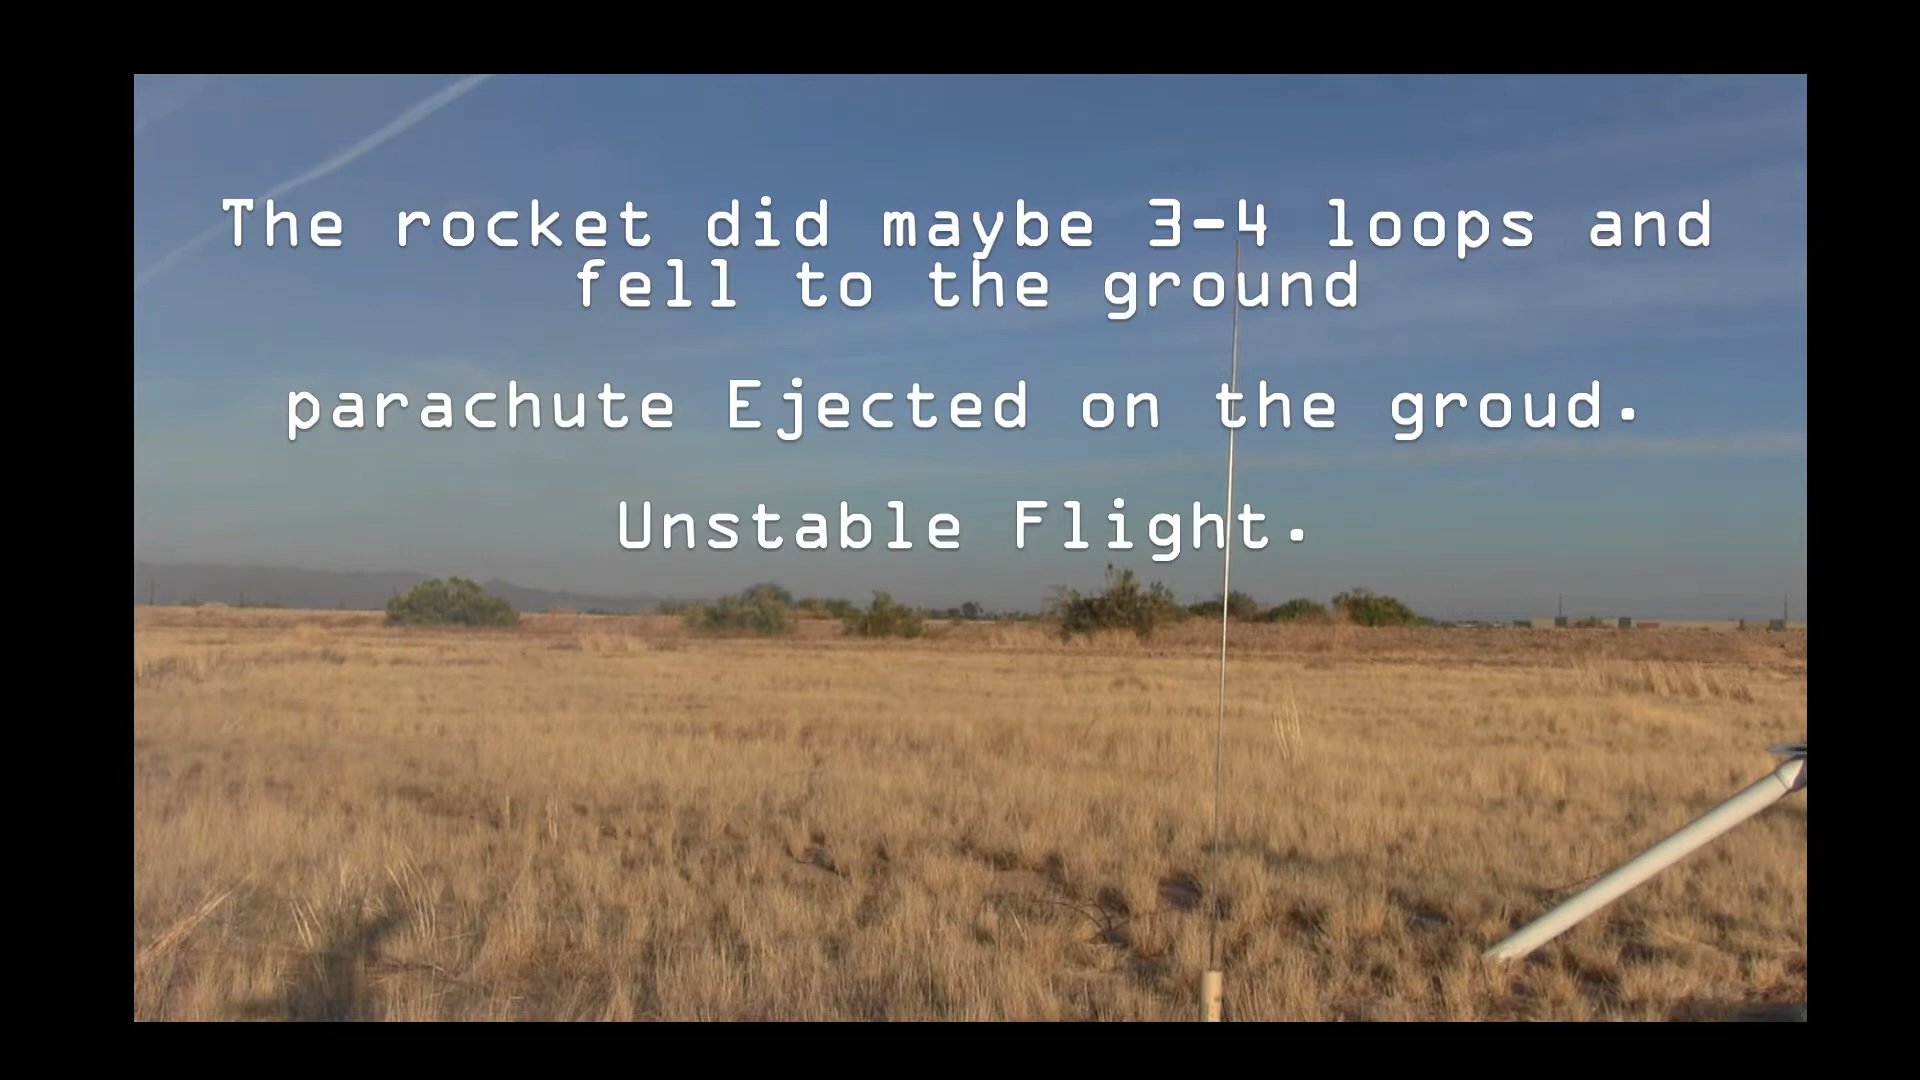 The rocket did maybe 3-4 loops and
fell to the ground
parachute Ejected on the groud.
Unstable Flight.